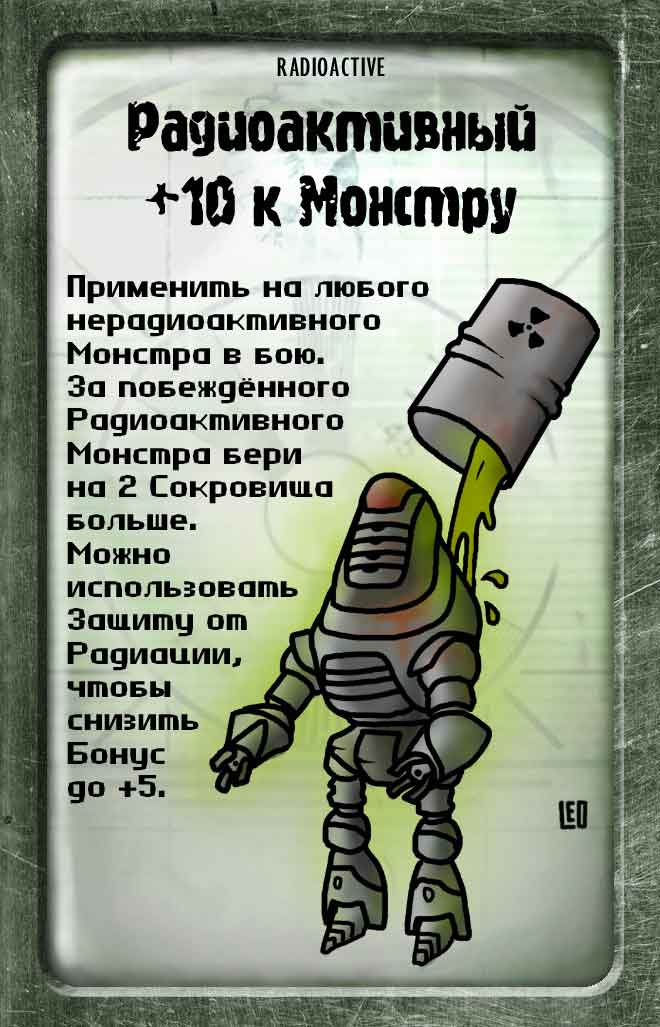 RADIOACTIVE
Радиоактивный
+10 к Монстру
Применить на любого
нерадиоактивного
Монстра в бою.
За побеждённого
Радиоактивного
Монстра бери
на 2 Сокровища
больше.
Можно
использовать
Защиту от
Радиации,
чтобы
снизить
Бонус
до +5.
LEO